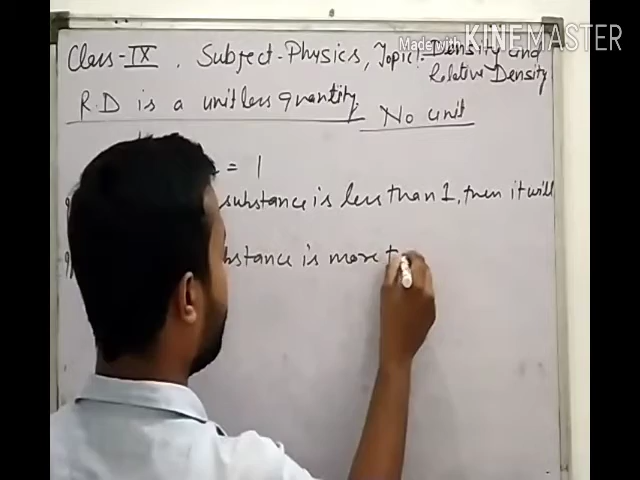 Made with KINEMASTER
Class-IX, Subject-Physics, Topic:- Density and
Relative Density
R.D is a unitless quantity. No unit
= 1
substance is less than 1, then it will
substance is more